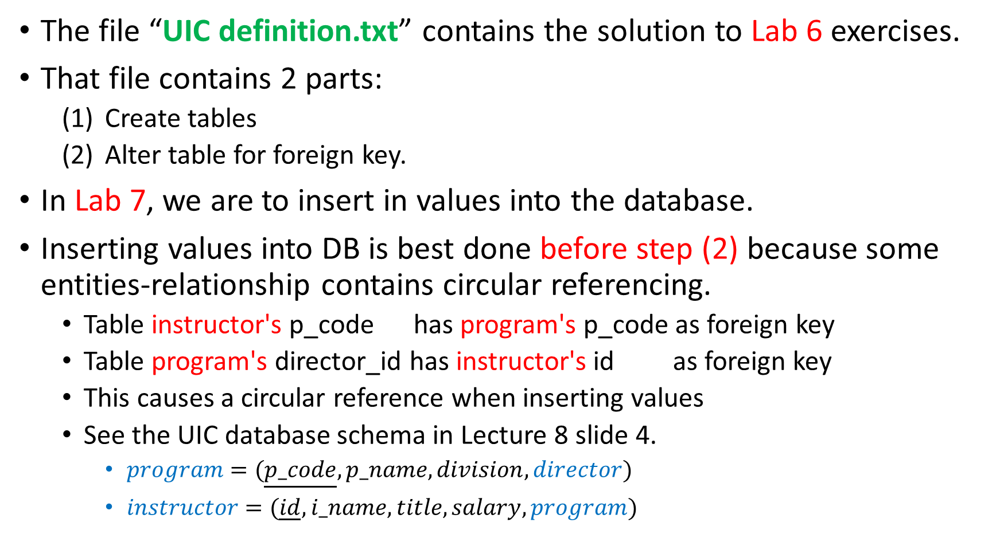 • The file “UIC definition.txt” contains the solution to Lab 6 exercises.
• That file contains 2 parts:
(1) Create tables
(2) Alter table for foreign key.
• In Lab 7, we are to insert in values into the database.
• Inserting values into DB is best done before step (2) because some
entities-relationship contains circular referencing.
• Table instructor's p_code has program's p_code as foreign key
• Table program's director_id has instructor's id as foreign key
• This causes a circular reference when inserting values
• See the UIC database schema in Lecture 8 slide 4.
• program = (p_code, p_name, division, director)
• instructor = (id, i_name, title, salary, program)